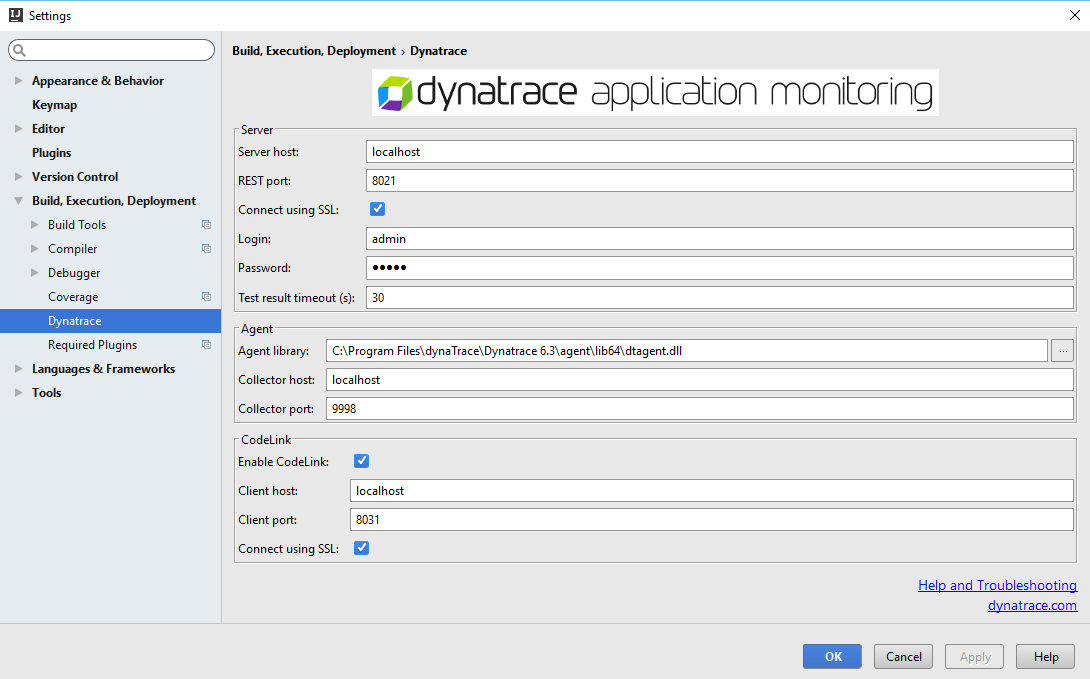 IJ Settings
Appearance & Behavior
Keymap
Editor
Plugins
Version Control
Build, Execution, Deployment
Build Tools
Compiler
Debugger
Coverage
Dynatrace
Required Plugins
Languages & Frameworks
Tools
Build, Execution, Deployment › Dynatrace
dynatrace application monitoring
Server
Server host: localhost
REST port: 8021
Connect using SSL:
Login: admin
Password: •••••
Test result timeout (s): 30
Agent
Agent library: C:\Program Files\dynaTrace\Dynatrace 6.3\agent\lib64\dtagent.dll ...
Collector host: localhost
Collector port: 9998
CodeLink
Enable CodeLink:
Client host: localhost
Client port: 8031
Connect using SSL:
Help and Troubleshooting
dynatrace.com
OK Cancel Apply Help